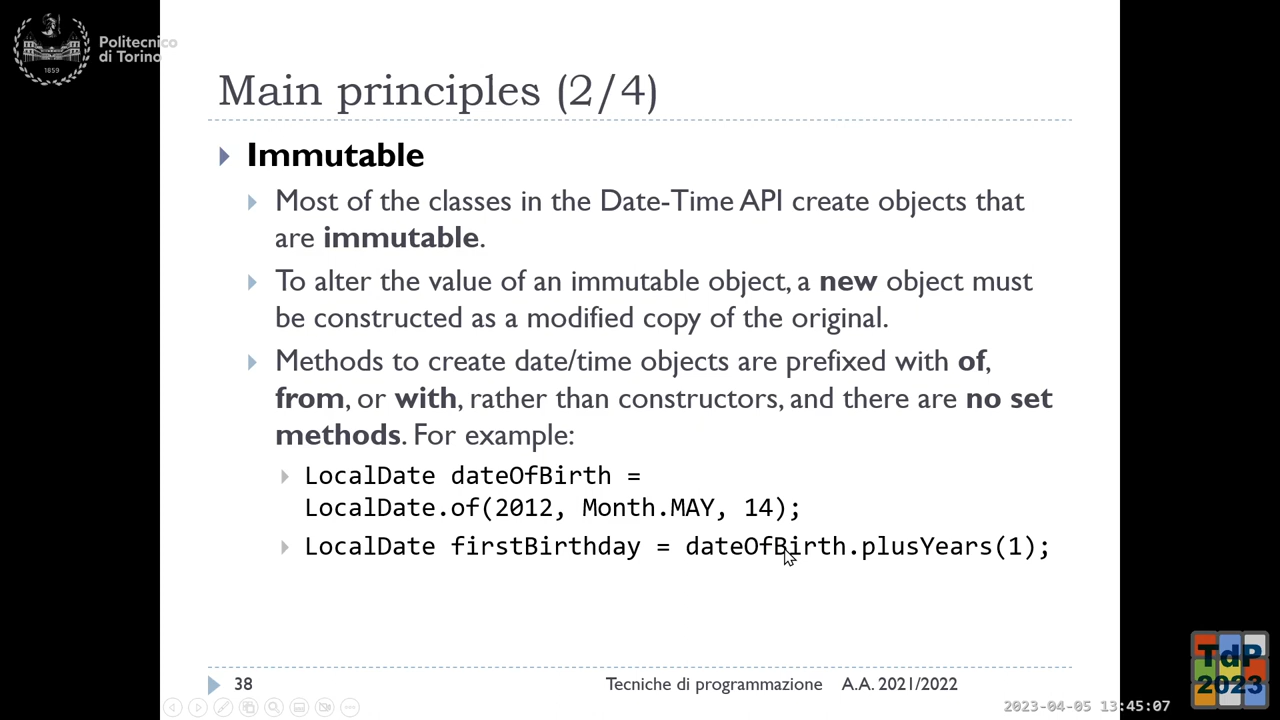 Politecnico
di Torino
1859
Main principles (2/4)
Immutable
Most of the classes in the Date-Time API create objects that
are immutable.
To alter the value of an immutable object, a new object must
be constructed as a modified copy of the original.
Methods to create date/time objects are prefixed with of,
from, or with, rather than constructors, and there are no set
methods. For example:
LocalDate dateOfBirth =
LocalDate.of(2012, Month.MAY, 14);
LocalDate firstBirthday = dateOfBirth.plusYears(1);
38
Tecniche di programmazione A.A. 2021/2022
TdP
2023
2023-04-05 13:45:07